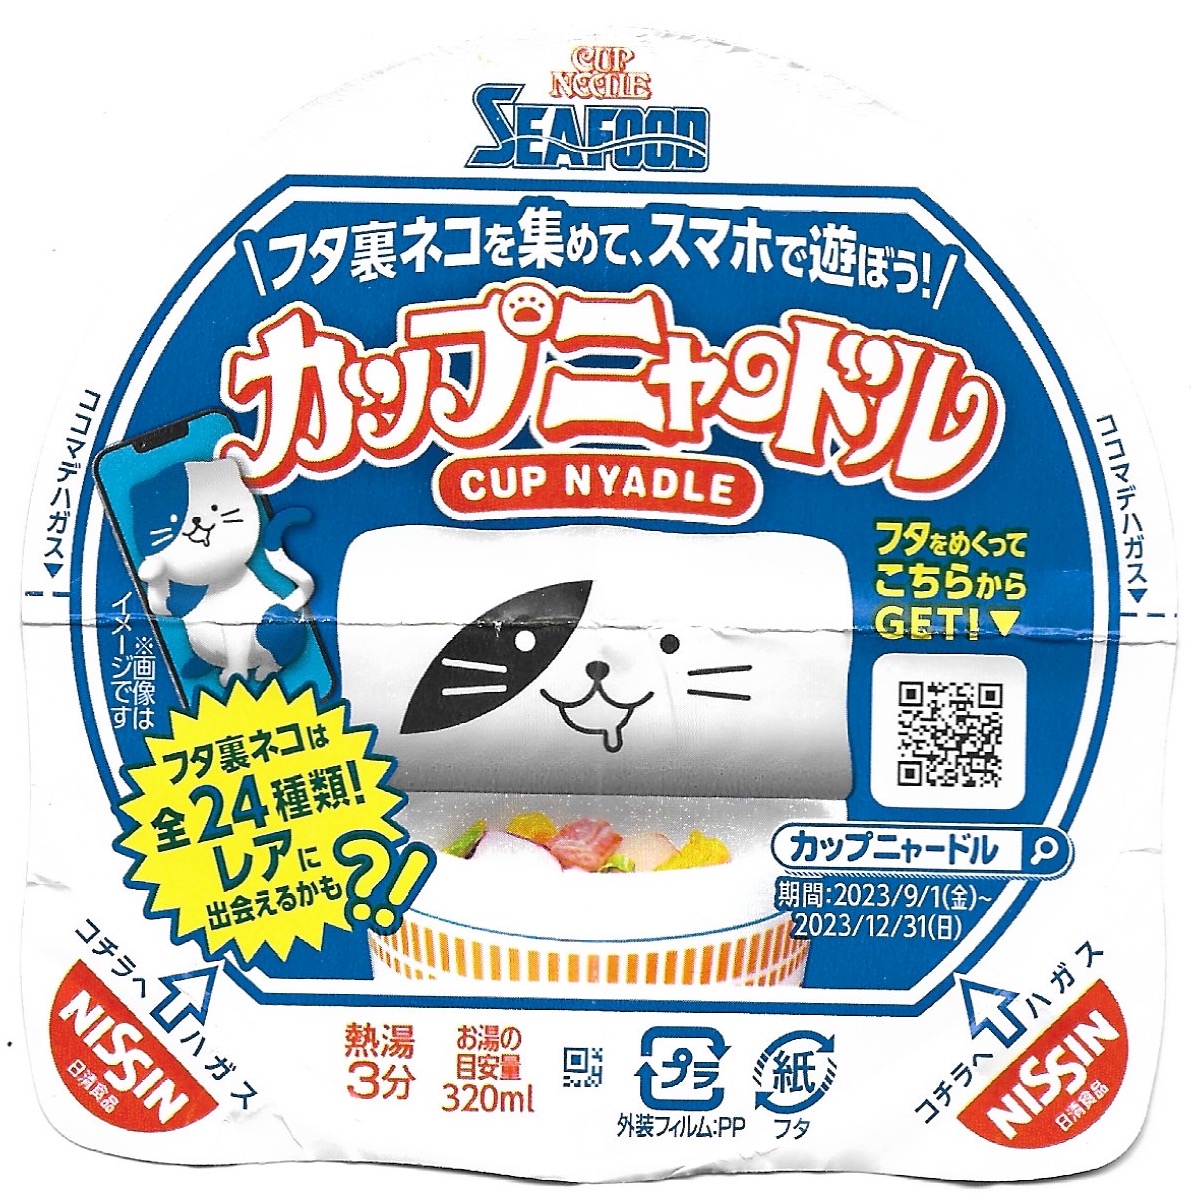 CUP
NOODLE
SEAFOOD
\フタ裏ネコを集めて、スマホで遊ぼう!/
カップニャードル
CUP NYADLE
ココマデハガス▼
ココマデハガス▼
フタをめくって
こちらから
GET!▼
※画像は
イメージです
フタ裏ネコは
全24種類!
レアに
出会えるかも?!
カップニャードル
期間:2023/9/1(金)~
2023/12/31(日)
コチラヘ
ハガス
NISSIN
日清食品
熱湯
3分
お湯の
目安量
320ml
プラ
外装フィルム:PP
紙
フタ
コチラヘ
ハガス
NISSIN
日清食品